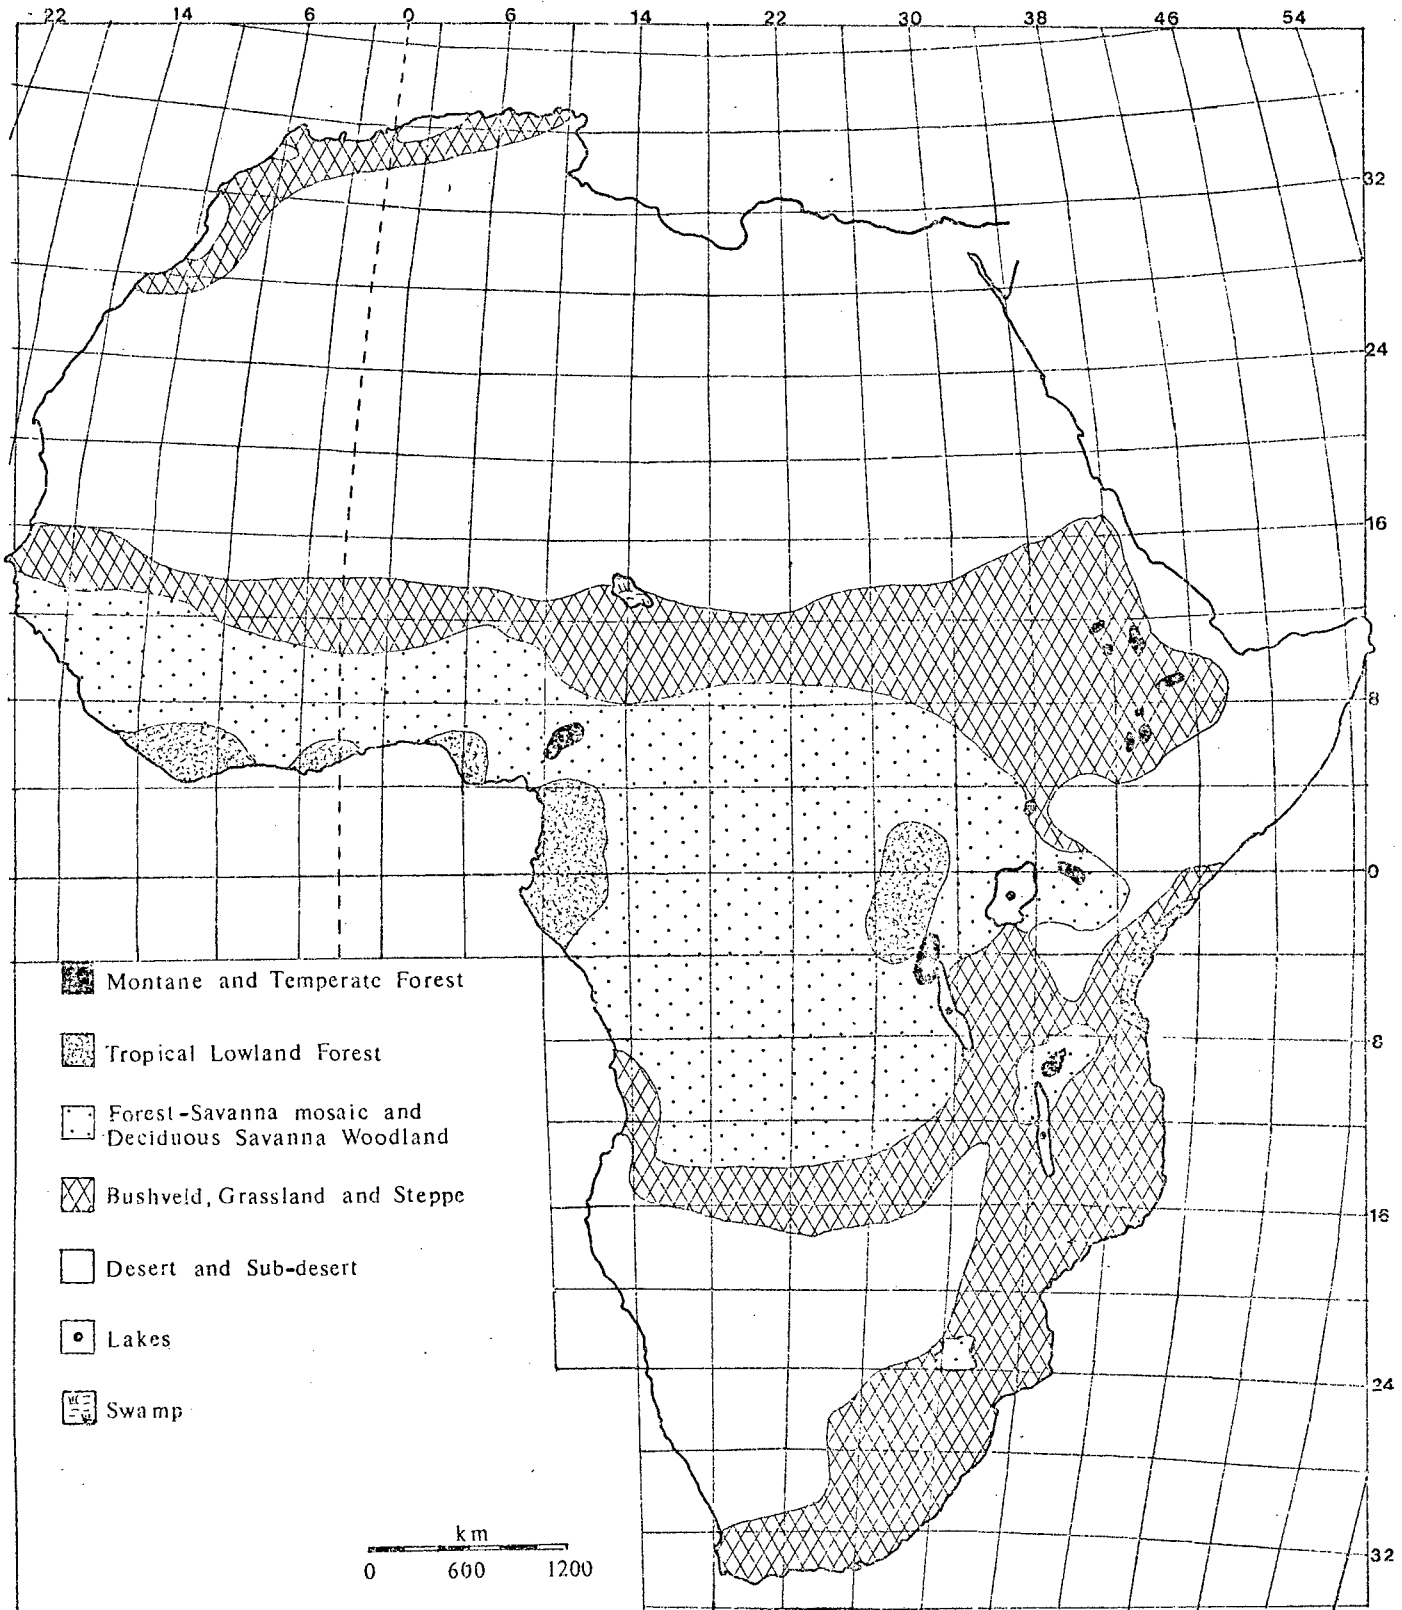 22 14 6 0 6 14 22 30 38 46 54
32
24
16
8
0
8
16
24
32
Montane and Temperate Forest
Tropical Lowland Forest
Forest-Savanna mosaic and
Deciduous Savanna Woodland
Bushveld, Grassland and Steppe
Desert and Sub-desert
Lakes
Swamp
km
0 600 1200